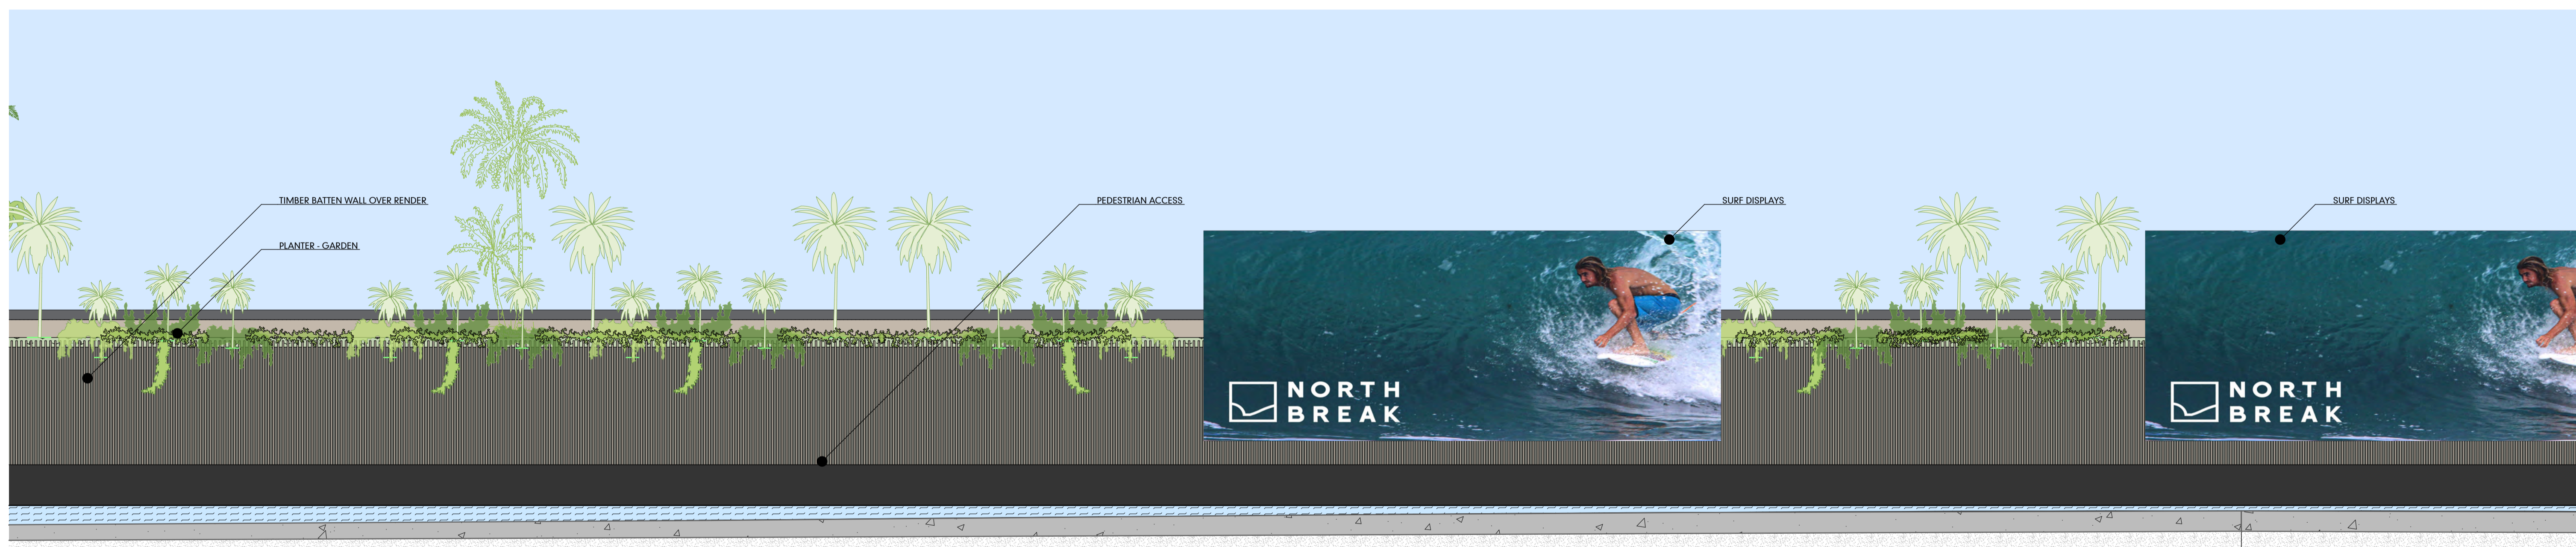 TIMBER BATTEN WALL OVER RENDER
PLANTER - GARDEN
PEDESTRIAN ACCESS
SURF DISPLAYS
SURF DISPLAYS
NORTH
BREAK
NORTH
BREAK